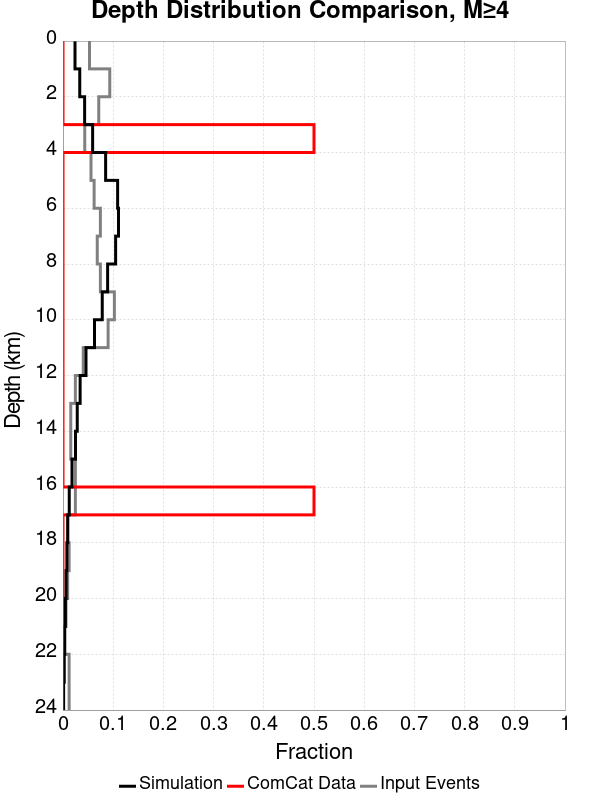 Depth Distribution Comparison, M≥4
0
2
4
6
8
10
12
14
16
18
20
22
24
Depth (km)
0 0.1 0.2 0.3 0.4 0.5 0.6 0.7 0.8 0.9 1
Fraction
Simulation ComCat Data Input Events